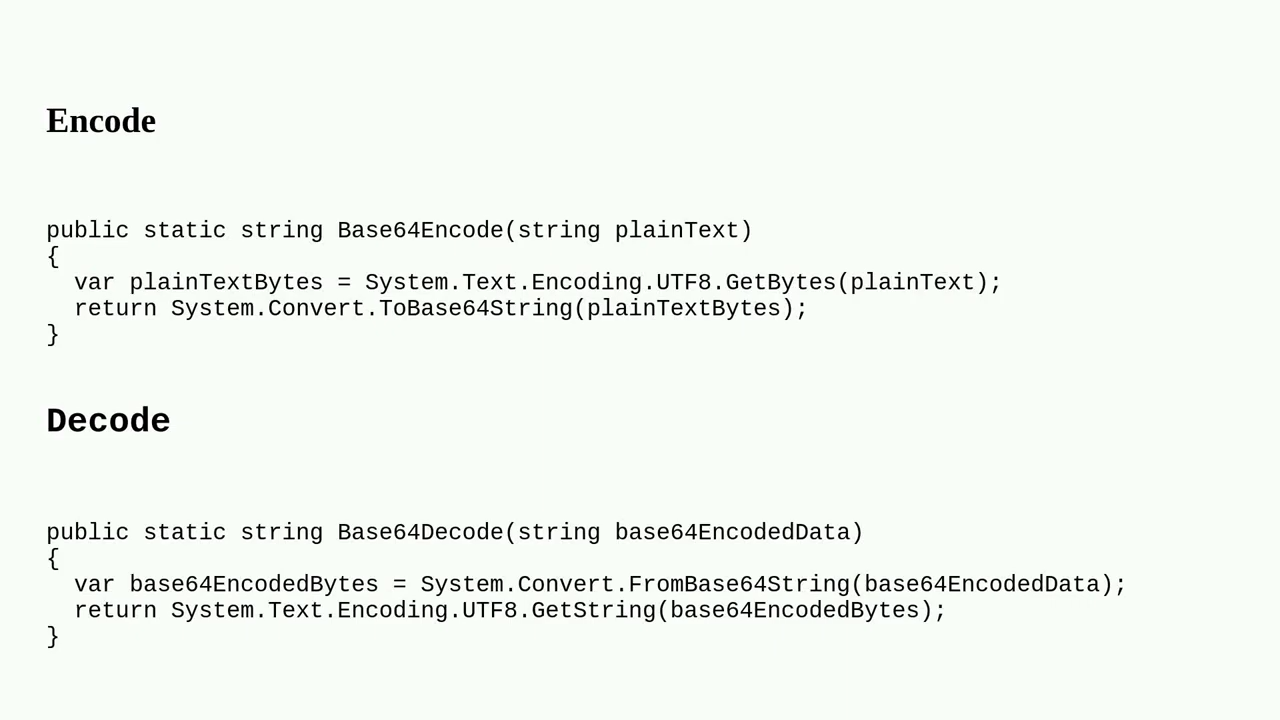 Encode
public static string Base64Encode(string plainText)
{
  var plainTextBytes = System.Text.Encoding.UTF8.GetBytes(plainText);
  return System.Convert.ToBase64String(plainTextBytes);
}
Decode
public static string Base64Decode(string base64EncodedData)
{
  var base64EncodedBytes = System.Convert.FromBase64String(base64EncodedData);
  return System.Text.Encoding.UTF8.GetString(base64EncodedBytes);
}